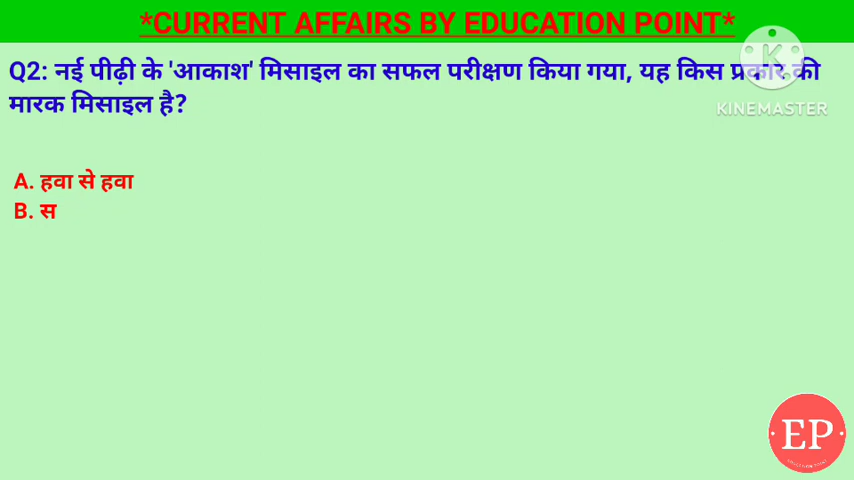 *CURRENT AFFAIRS BY EDUCATION POINT*
Q2: नई पीढ़ी के 'आकाश' मिसाइल का सफल परीक्षण किया गया, यह किस प्रकार की
मारक मिसाइल है?
KINEMASTER
A. हवा से हवा
B. स
EP